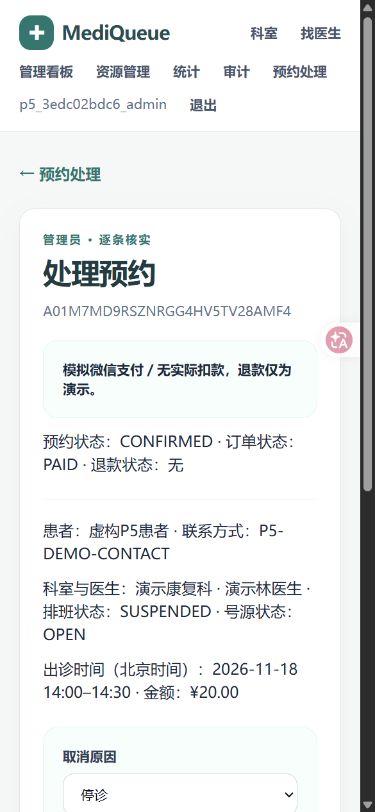 MediQueue
科室 找医生
管理看板 资源管理 统计 审计 预约处理
p5_3edc02bdc6_admin 退出
← 预约处理
管理员 • 逐条核实
处理预约
A01M7MD9RSZNRGG4HV5TV28AMF4
模拟微信支付 / 无实际扣款，退款仅为
演示。
预约状态：CONFIRMED · 订单状态：
PAID · 退款状态：无
患者：虚构P5患者 · 联系方式：P5-
DEMO-CONTACT
科室与医生：演示康复科 · 演示林医生 ·
排班状态：SUSPENDED · 号源状态：
OPEN
出诊时间（北京时间）：2026-11-18
14:00–14:30 · 金额：¥20.00
取消原因
停诊